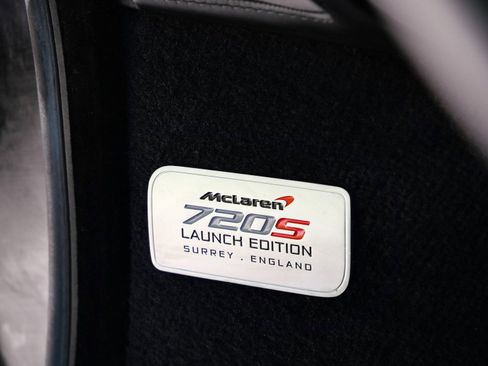 McLaren
720S
LAUNCH EDITION
SURREY . ENGLAND